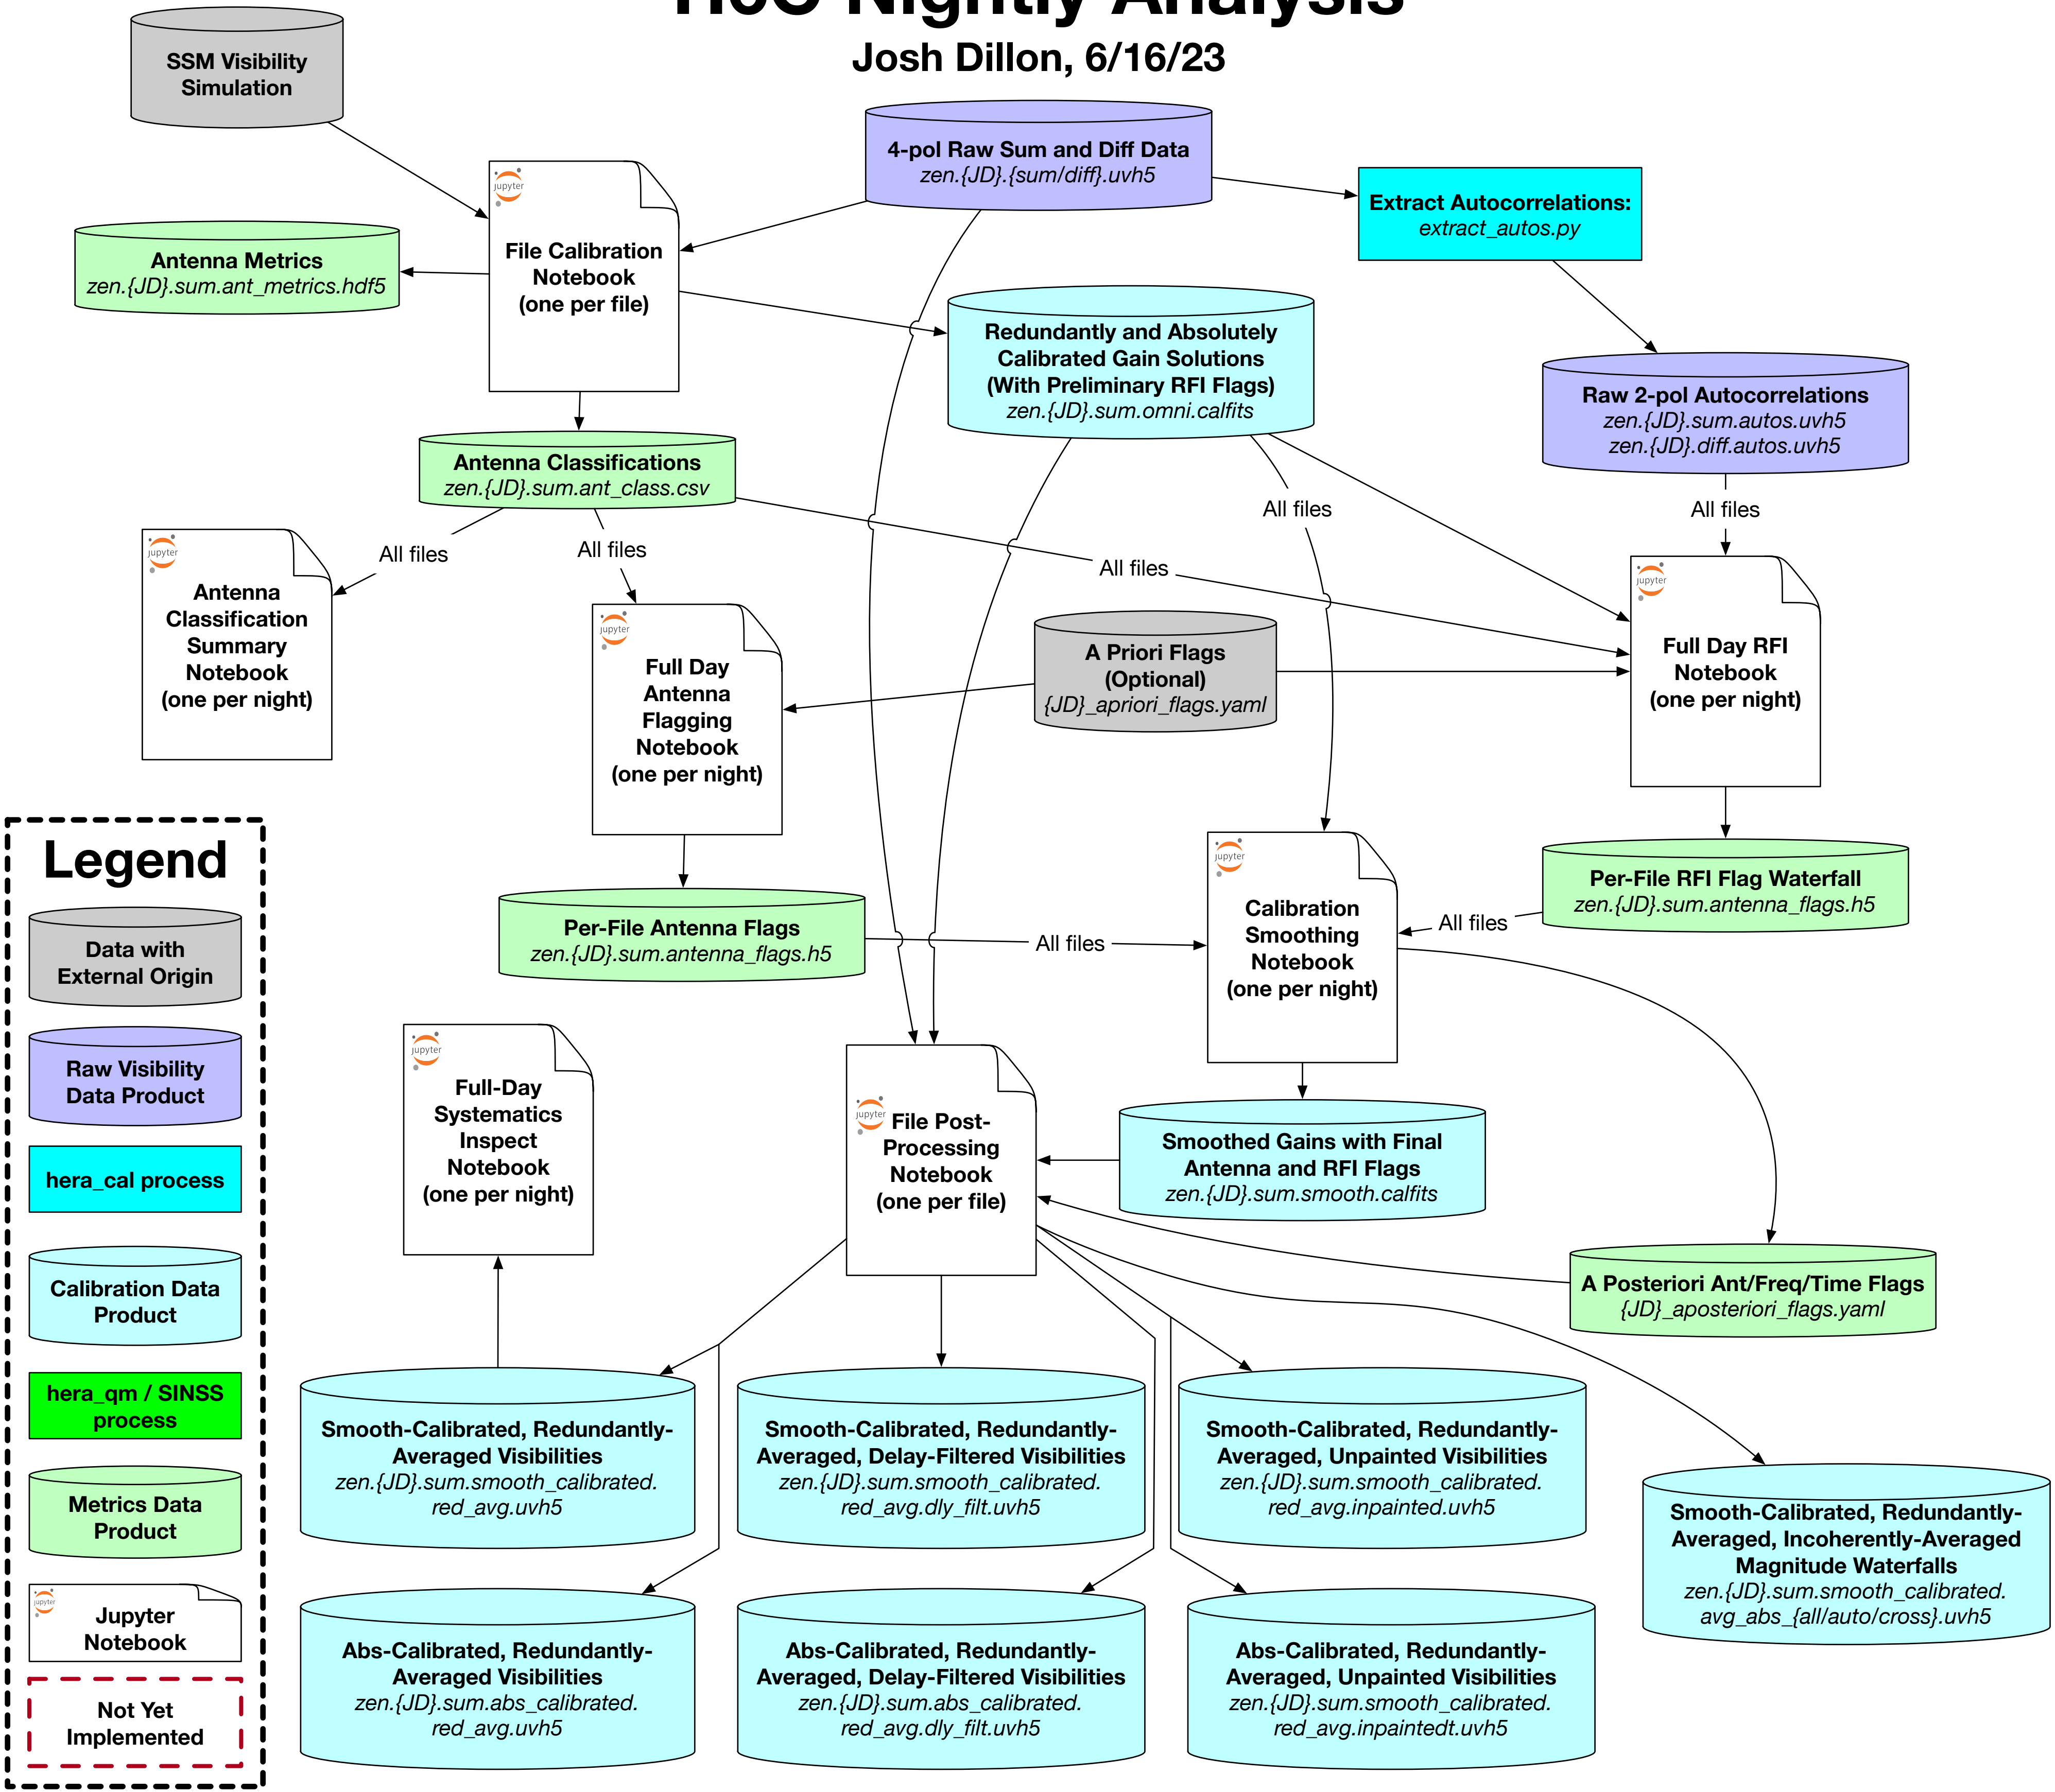 H6C Nightly Analysis
Josh Dillon, 6/16/23
SSM Visibility
Simulation
4-pol Raw Sum and Diff Data
zen.{JD}.{sum/diff}.uvh5
Extract Autocorrelations:
extract_autos.py
jupyter
File Calibration
Notebook
(one per file)
Antenna Metrics
zen.{JD}.sum.ant_metrics.hdf5
Redundantly and Absolutely
Calibrated Gain Solutions
(With Preliminary RFI Flags)
zen.{JD}.sum.omni.calfits
Raw 2-pol Autocorrelations
zen.{JD}.sum.autos.uvh5
zen.{JD}.diff.autos.uvh5
Antenna Classifications
zen.{JD}.sum.ant_class.csv
All files
All files
All files
All files
All files
jupyter
Antenna
Classification
Summary
Notebook
(one per night)
jupyter
Full Day
Antenna
Flagging
Notebook
(one per night)
A Priori Flags
(Optional)
{JD}_apriori_flags.yaml
jupyter
Full Day RFI
Notebook
(one per night)
Per-File Antenna Flags
zen.{JD}.sum.antenna_flags.h5
All files
jupyter
Calibration
Smoothing
Notebook
(one per night)
All files
Per-File RFI Flag Waterfall
zen.{JD}.sum.antenna_flags.h5
jupyter
Full-Day
Systematics
Inspect
Notebook
(one per night)
jupyter
File Post-
Processing
Notebook
(one per file)
Smoothed Gains with Final
Antenna and RFI Flags
zen.{JD}.sum.smooth.calfits
A Posteriori Ant/Freq/Time Flags
{JD}_aposteriori_flags.yaml
Smooth-Calibrated, Redundantly-
Averaged Visibilities
zen.{JD}.sum.smooth_calibrated.
red_avg.uvh5
Smooth-Calibrated, Redundantly-
Averaged, Delay-Filtered Visibilities
zen.{JD}.sum.smooth_calibrated.
red_avg.dly_filt.uvh5
Smooth-Calibrated, Redundantly-
Averaged, Unpainted Visibilities
zen.{JD}.sum.smooth_calibrated.
red_avg.inpainted.uvh5
Smooth-Calibrated, Redundantly-
Averaged, Incoherently-Averaged
Magnitude Waterfalls
zen.{JD}.sum.smooth_calibrated.
avg_abs_{all/auto/cross}.uvh5
Abs-Calibrated, Redundantly-
Averaged Visibilities
zen.{JD}.sum.abs_calibrated.
red_avg.uvh5
Abs-Calibrated, Redundantly-
Averaged, Delay-Filtered Visibilities
zen.{JD}.sum.abs_calibrated.
red_avg.dly_filt.uvh5
Abs-Calibrated, Redundantly-
Averaged, Unpainted Visibilities
zen.{JD}.sum.smooth_calibrated.
red_avg.inpaintedt.uvh5
Legend
Data with
External Origin
Raw Visibility
Data Product
hera_cal process
Calibration Data
Product
hera_qm / SINSS
process
Metrics Data
Product
jupyter
Jupyter
Notebook
Not Yet
Implemented